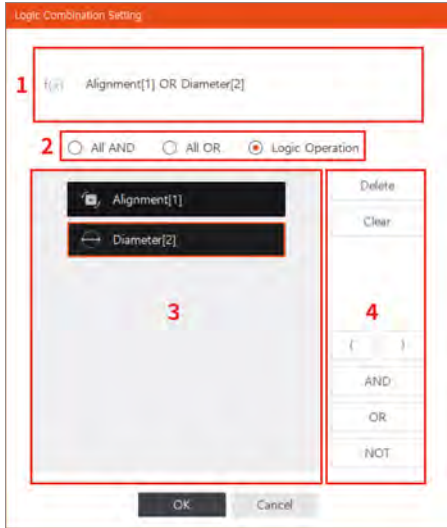 Logic Combination Setting
1 f(x) Alignment[1] OR Diameter[2]
2 All AND All OR Logic Operation
Alignment[1]
Diameter[2]
3
Delete
Clear
4
( )
AND
OR
NOT
OK Cancel